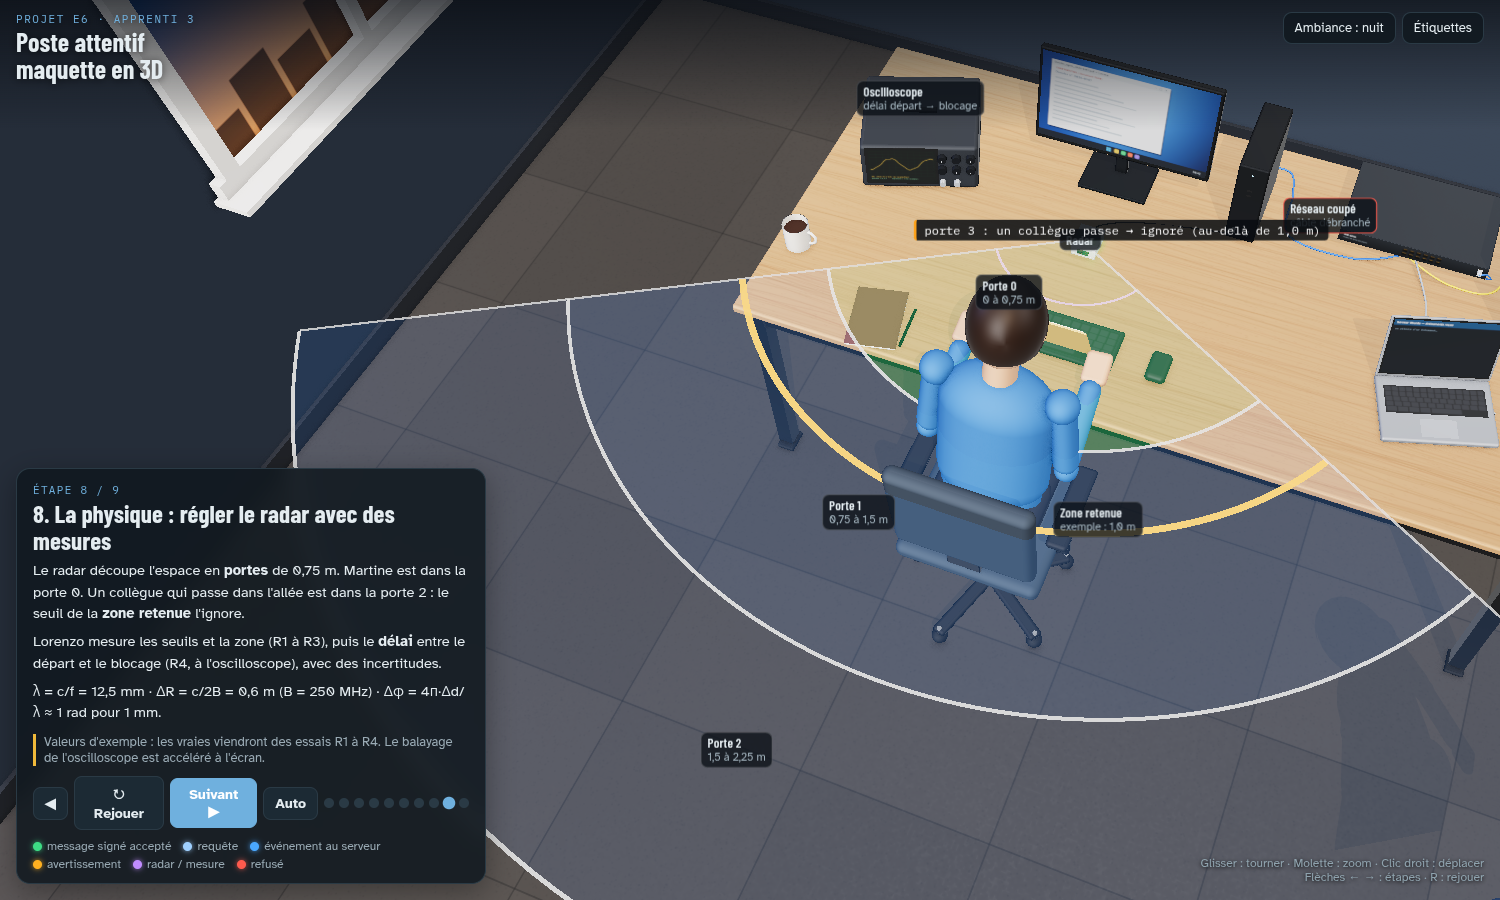 PROJET E6 · APPRENTI 3
Poste attentif
maquette en 3D
Ambiance : nuit
Étiquettes
Oscilloscope
délai départ → blocage
Réseau coupé
débranché
porte 3 : un collègue passe → ignoré (au-delà de 1,0 m)
Radar
Porte 0
0 à 0,75 m
Porte 1
0,75 à 1,5 m
Zone retenue
exemple : 1,0 m
Porte 2
1,5 à 2,25 m
ÉTAPE 8 / 9
8. La physique : régler le radar avec des
mesures
Le radar découpe l'espace en portes de 0,75 m. Martine est dans la
porte 0. Un collègue qui passe dans l'allée est dans la porte 2 : le
seuil de la zone retenue l'ignore.
Lorenzo mesure les seuils et la zone (R1 à R3), puis le délai entre le
départ et le blocage (R4, à l'oscilloscope), avec des incertitudes.
λ = c/f = 12,5 mm · ΔR = c/2B = 0,6 m (B = 250 MHz) · Δφ = 4π·Δd/
λ ≈ 1 rad pour 1 mm.
Valeurs d'exemple : les vraies viendront des essais R1 à R4. Le balayage
de l'oscilloscope est accéléré à l'écran.
◀
↻
Rejouer
Suivant
▶
Auto
message signé accepté
requête
événement au serveur
avertissement
radar / mesure
refusé
Glisser : tourner · Molette : zoom · Clic droit : déplacer
Flèches ← → : étapes · R : rejouer